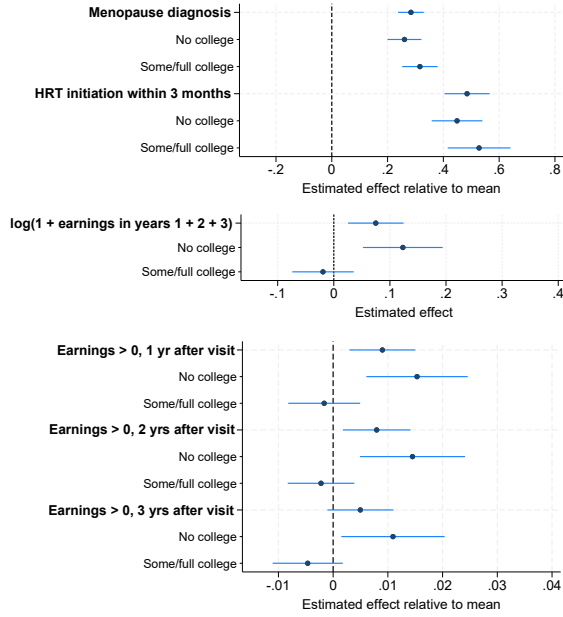 Menopause diagnosis
No college
Some/full college
HRT initiation within 3 months
No college
Some/full college
-.2 0 .2 .4 .6 .8
Estimated effect relative to mean
log(1 + earnings in years 1 + 2 + 3)
No college
Some/full college
-.1 0 .1 .2 .3 .4
Estimated effect
Earnings > 0, 1 yr after visit
No college
Some/full college
Earnings > 0, 2 yrs after visit
No college
Some/full college
Earnings > 0, 3 yrs after visit
No college
Some/full college
-.01 0 .01 .02 .03 .04
Estimated effect relative to mean